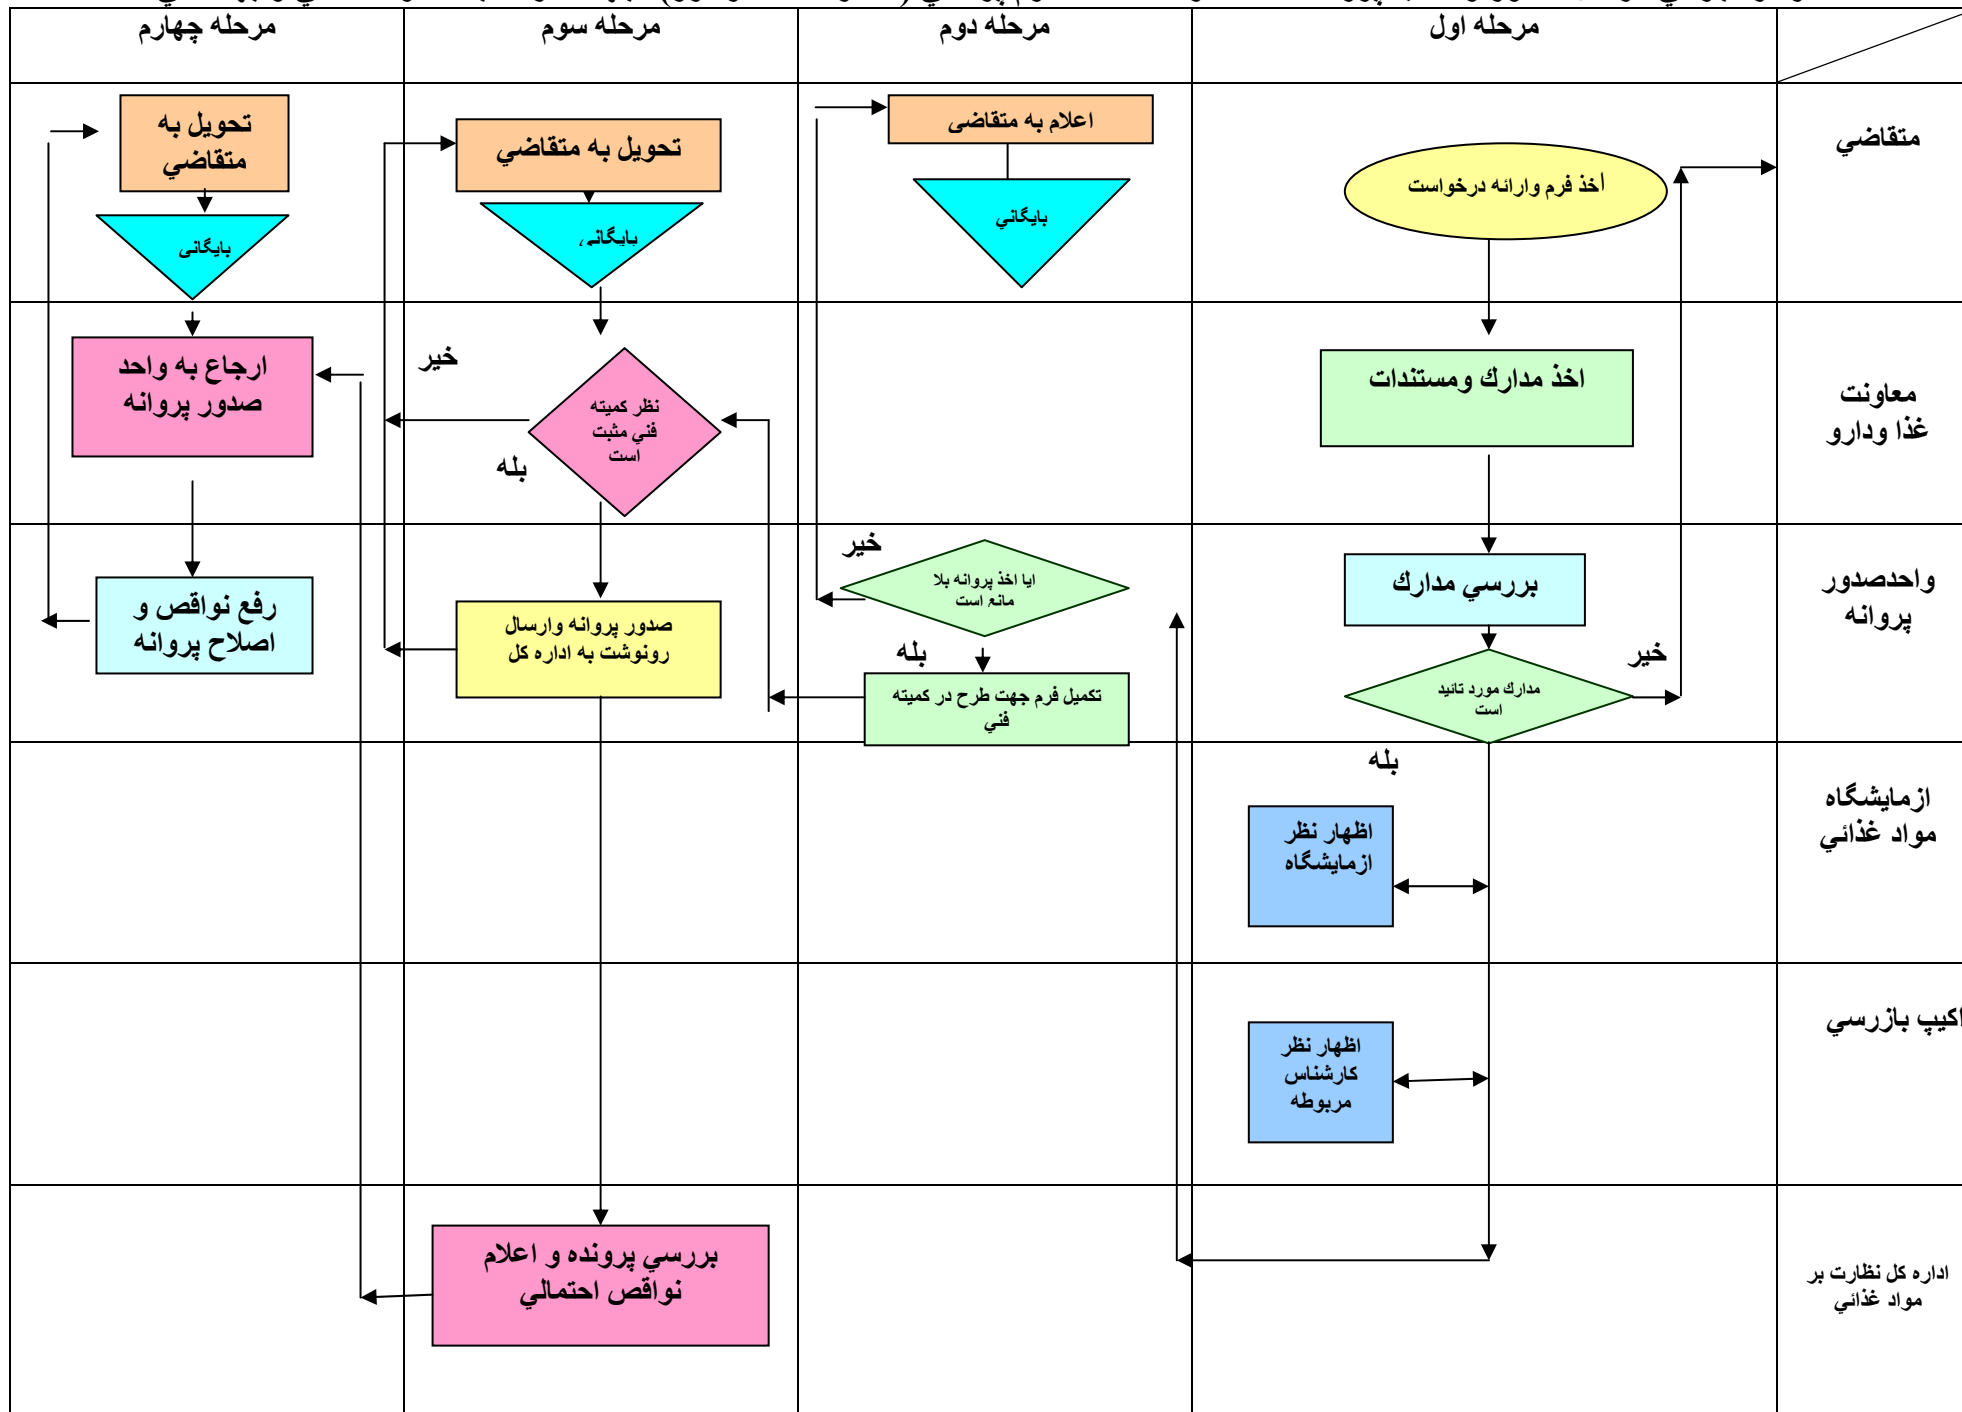 مرحله اول
مرحله دوم
مرحله سوم
مرحله چهارم
متقاضي
أخذ فرم وارائه درخواست
اعلام به متقاضى
بايگاني
تحويل به متقاضي
بايگانى
تحويل به
متقاضي
بايگانى
معاونت
غذا ودارو
اخذ مدارك ومستندات
نظر كميته
فني مثبت
است
خير
بله
ارجاع به واحد
صدور پروانه
واحدصدور
پروانه
بررسي مدارك
خير
مدارك مورد تائيد
است
ايا اخذ پروانه بلا
مانع است
خير
بله
تكميل فرم جهت طرح در كميته
فني
صدور پروانه وارسال
رونوشت به اداره كل
رفع نواقص و
اصلاح پروانه
ازمايشگاه
مواد غذائي
بله
اظهار نظر
ازمايشگاه
اكيپ بازرسي
اظهار نظر
كارشناس
مربوطه
اداره كل نظارت بر
مواد غذائي
بررسي پرونده و اعلام
نواقص احتمالي